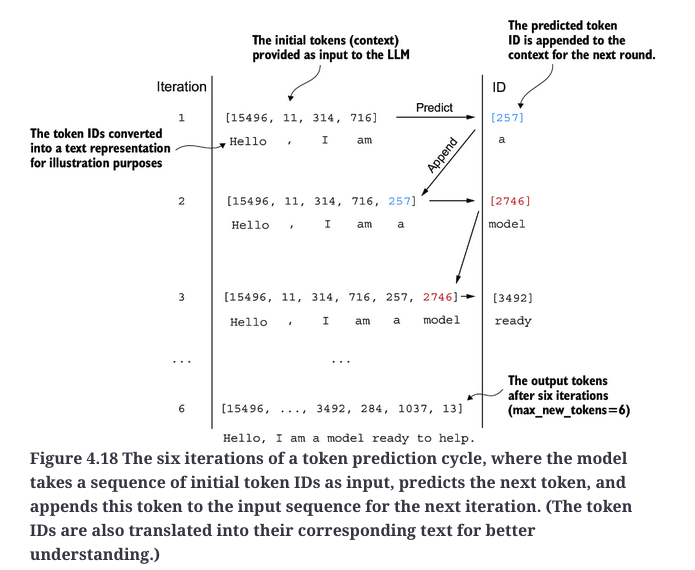 The initial tokens (context)
provided as input to the LLM
The predicted token
ID is appended to the
context for the next round.
Iteration
ID
1
[15496, 11, 314, 716]
Predict
[257]
The token IDs converted
into a text representation
for illustration purposes
Hello , I am
a
Append
2
[15496, 11, 314, 716, 257]
[2746]
Hello , I am a
model
3
[15496, 11, 314, 716, 257, 2746]
[3492]
Hello , I am a model
ready
... ...
The output tokens
after six iterations
(max_new_tokens=6)
6
[15496, ..., 3492, 284, 1037, 13]
Hello, I am a model ready to help.
Figure 4.18 The six iterations of a token prediction cycle, where the model
takes a sequence of initial token IDs as input, predicts the next token, and
appends this token to the input sequence for the next iteration. (The token
IDs are also translated into their corresponding text for better
understanding.)